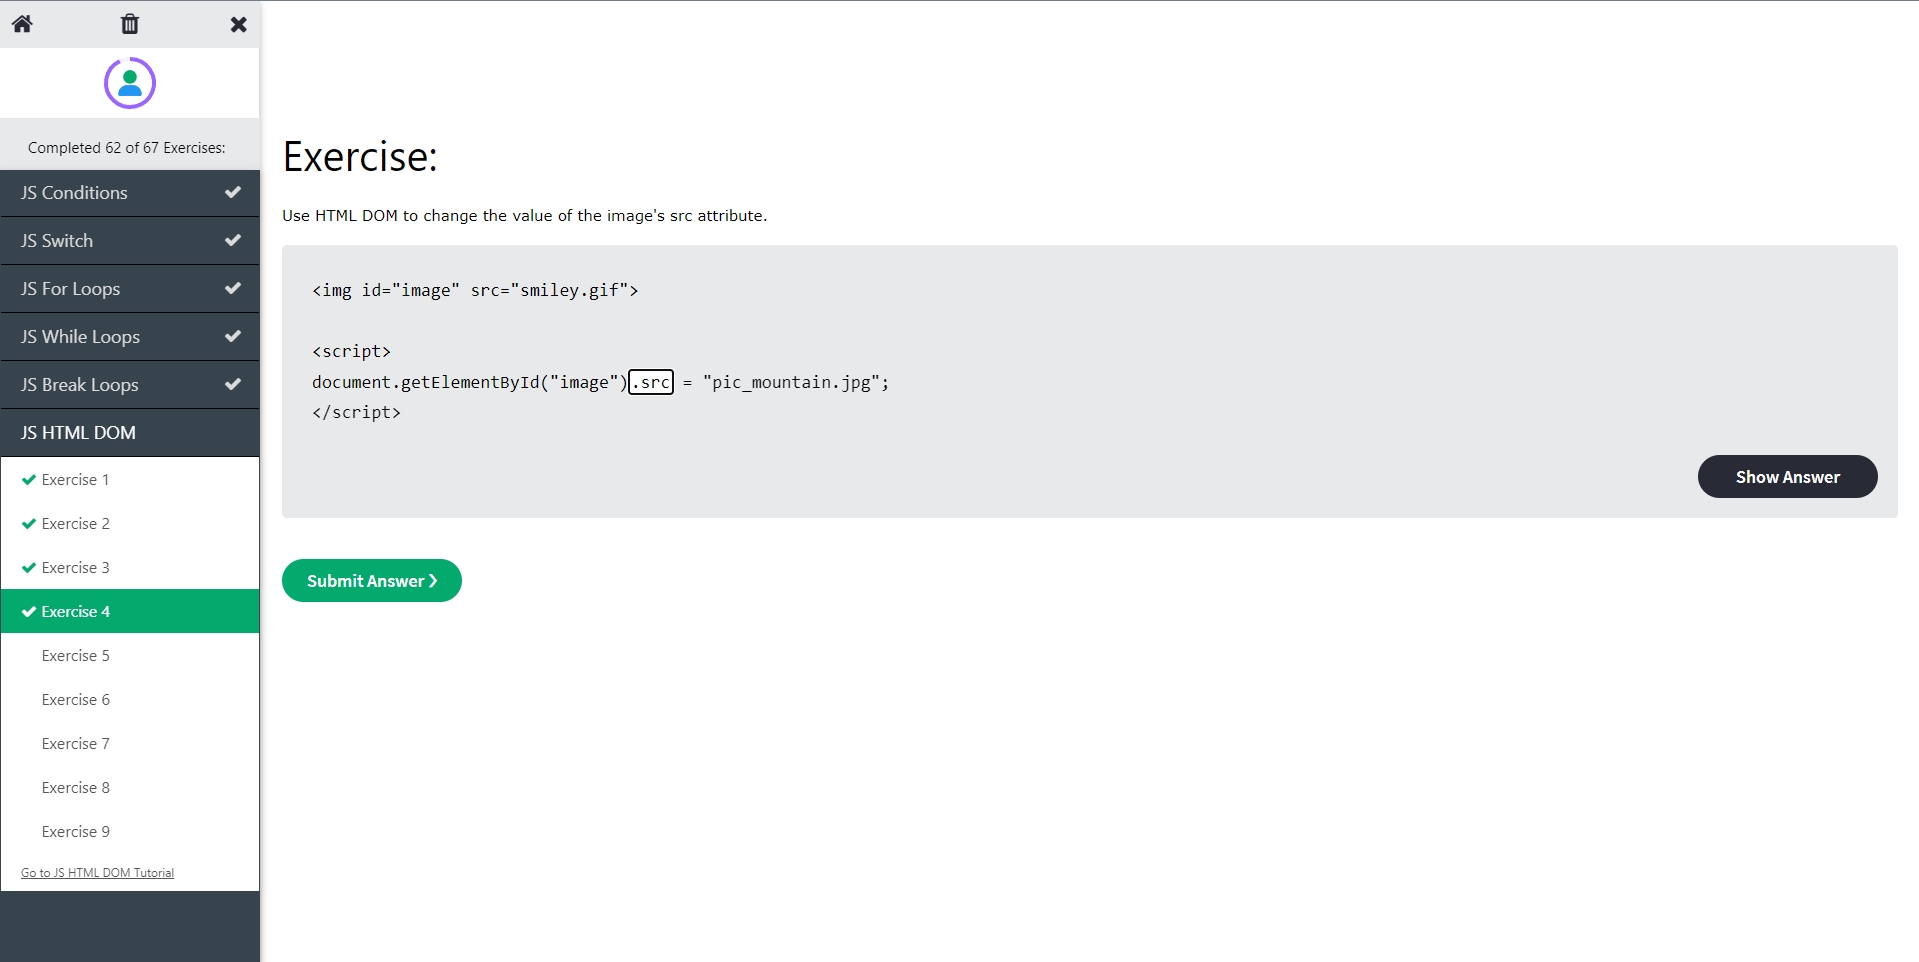 Completed 62 of 67 Exercises:
JS Conditions
JS Switch
JS For Loops
JS While Loops
JS Break Loops
JS HTML DOM
Exercise 1
Exercise 2
Exercise 3
Exercise 4
Exercise 5
Exercise 6
Exercise 7
Exercise 8
Exercise 9
Go to JS HTML DOM Tutorial
Exercise:
Use HTML DOM to change the value of the image's src attribute.
<img id="image" src="smiley.gif">
<script>
document.getElementById("image").src = "pic_mountain.jpg";
</script>
Show Answer
Submit Answer ❯